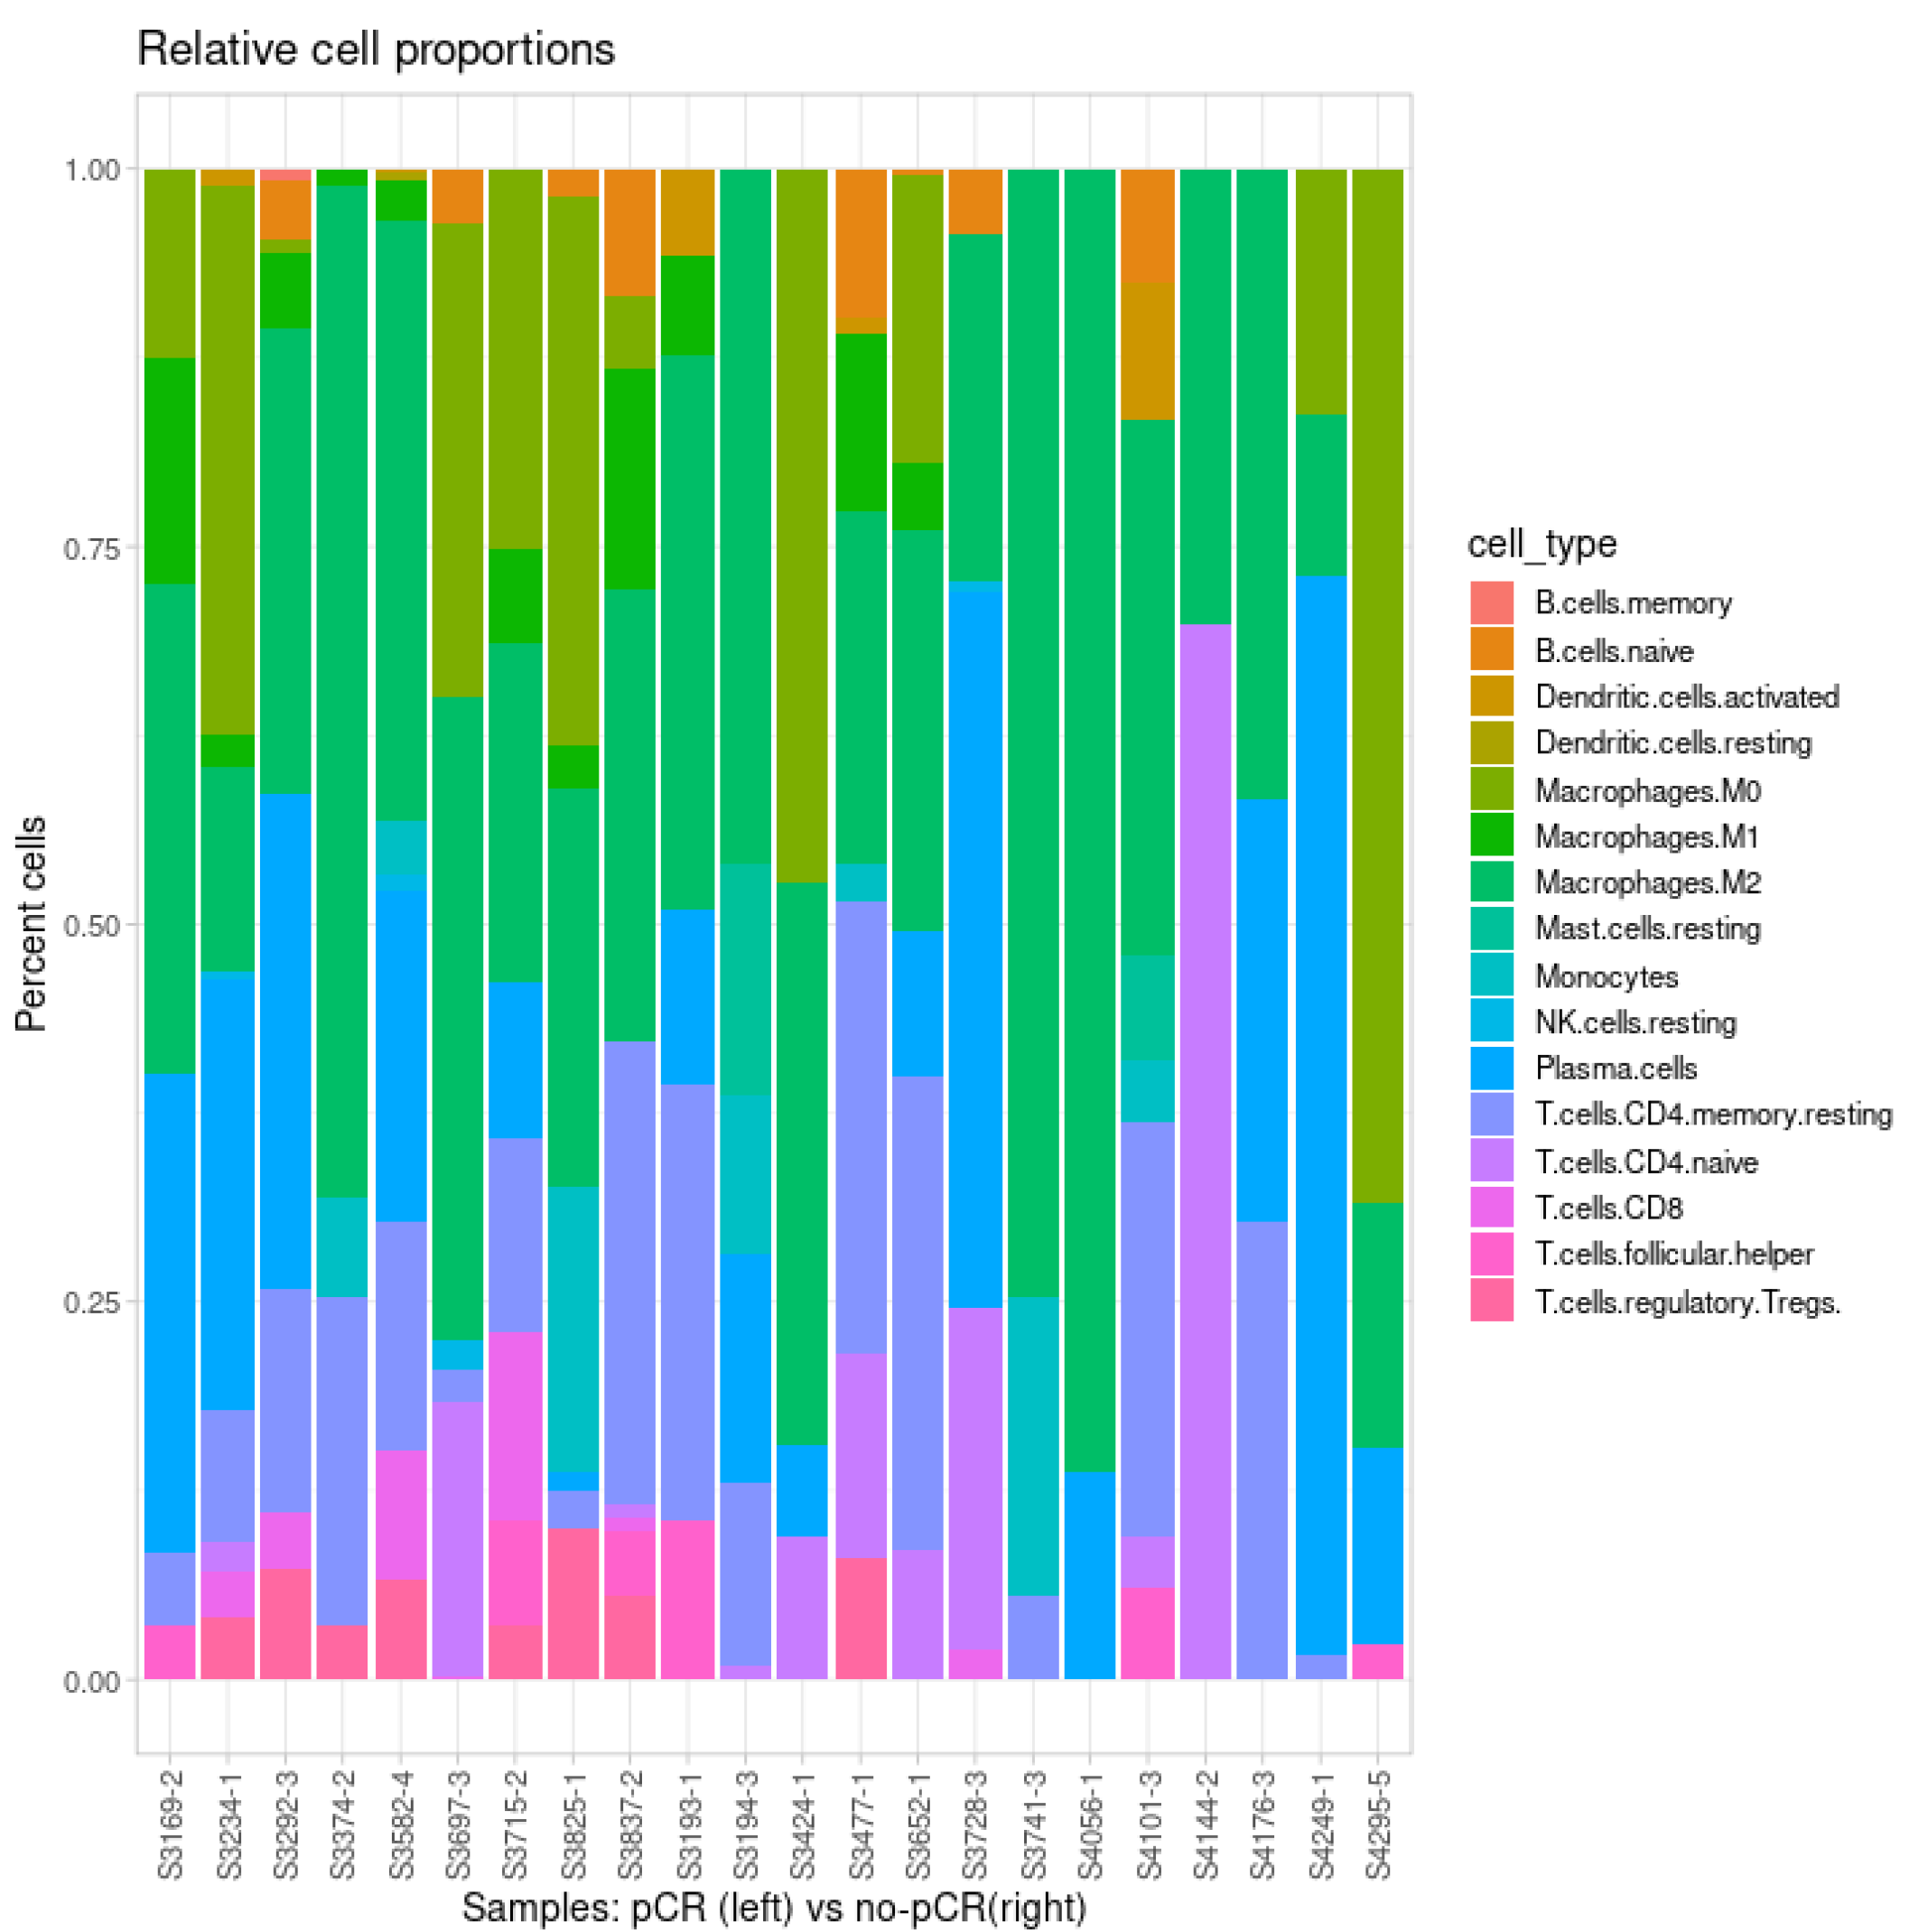 Relative cell proportions
1.00
0.75
0.50
0.25
0.00
Percent cells
S3169-2
S3234-1
S3292-3
S3374-2
S3582-4
S3697-3
S3715-2
S3825-1
S3837-2
S3193-1
S3194-3
S3424-1
S3477-1
S3652-1
S3728-3
S3741-3
S4056-1
S4101-3
S4144-2
S4176-3
S4249-1
S4295-5
Samples: pCR (left) vs no-pCR(right)
cell_type
B.cells.memory
B.cells.naive
Dendritic.cells.activated
Dendritic.cells.resting
Macrophages.M0
Macrophages.M1
Macrophages.M2
Mast.cells.resting
Monocytes
NK.cells.resting
Plasma.cells
T.cells.CD4.memory.resting
T.cells.CD4.naive
T.cells.CD8
T.cells.follicular.helper
T.cells.regulatory.Tregs.